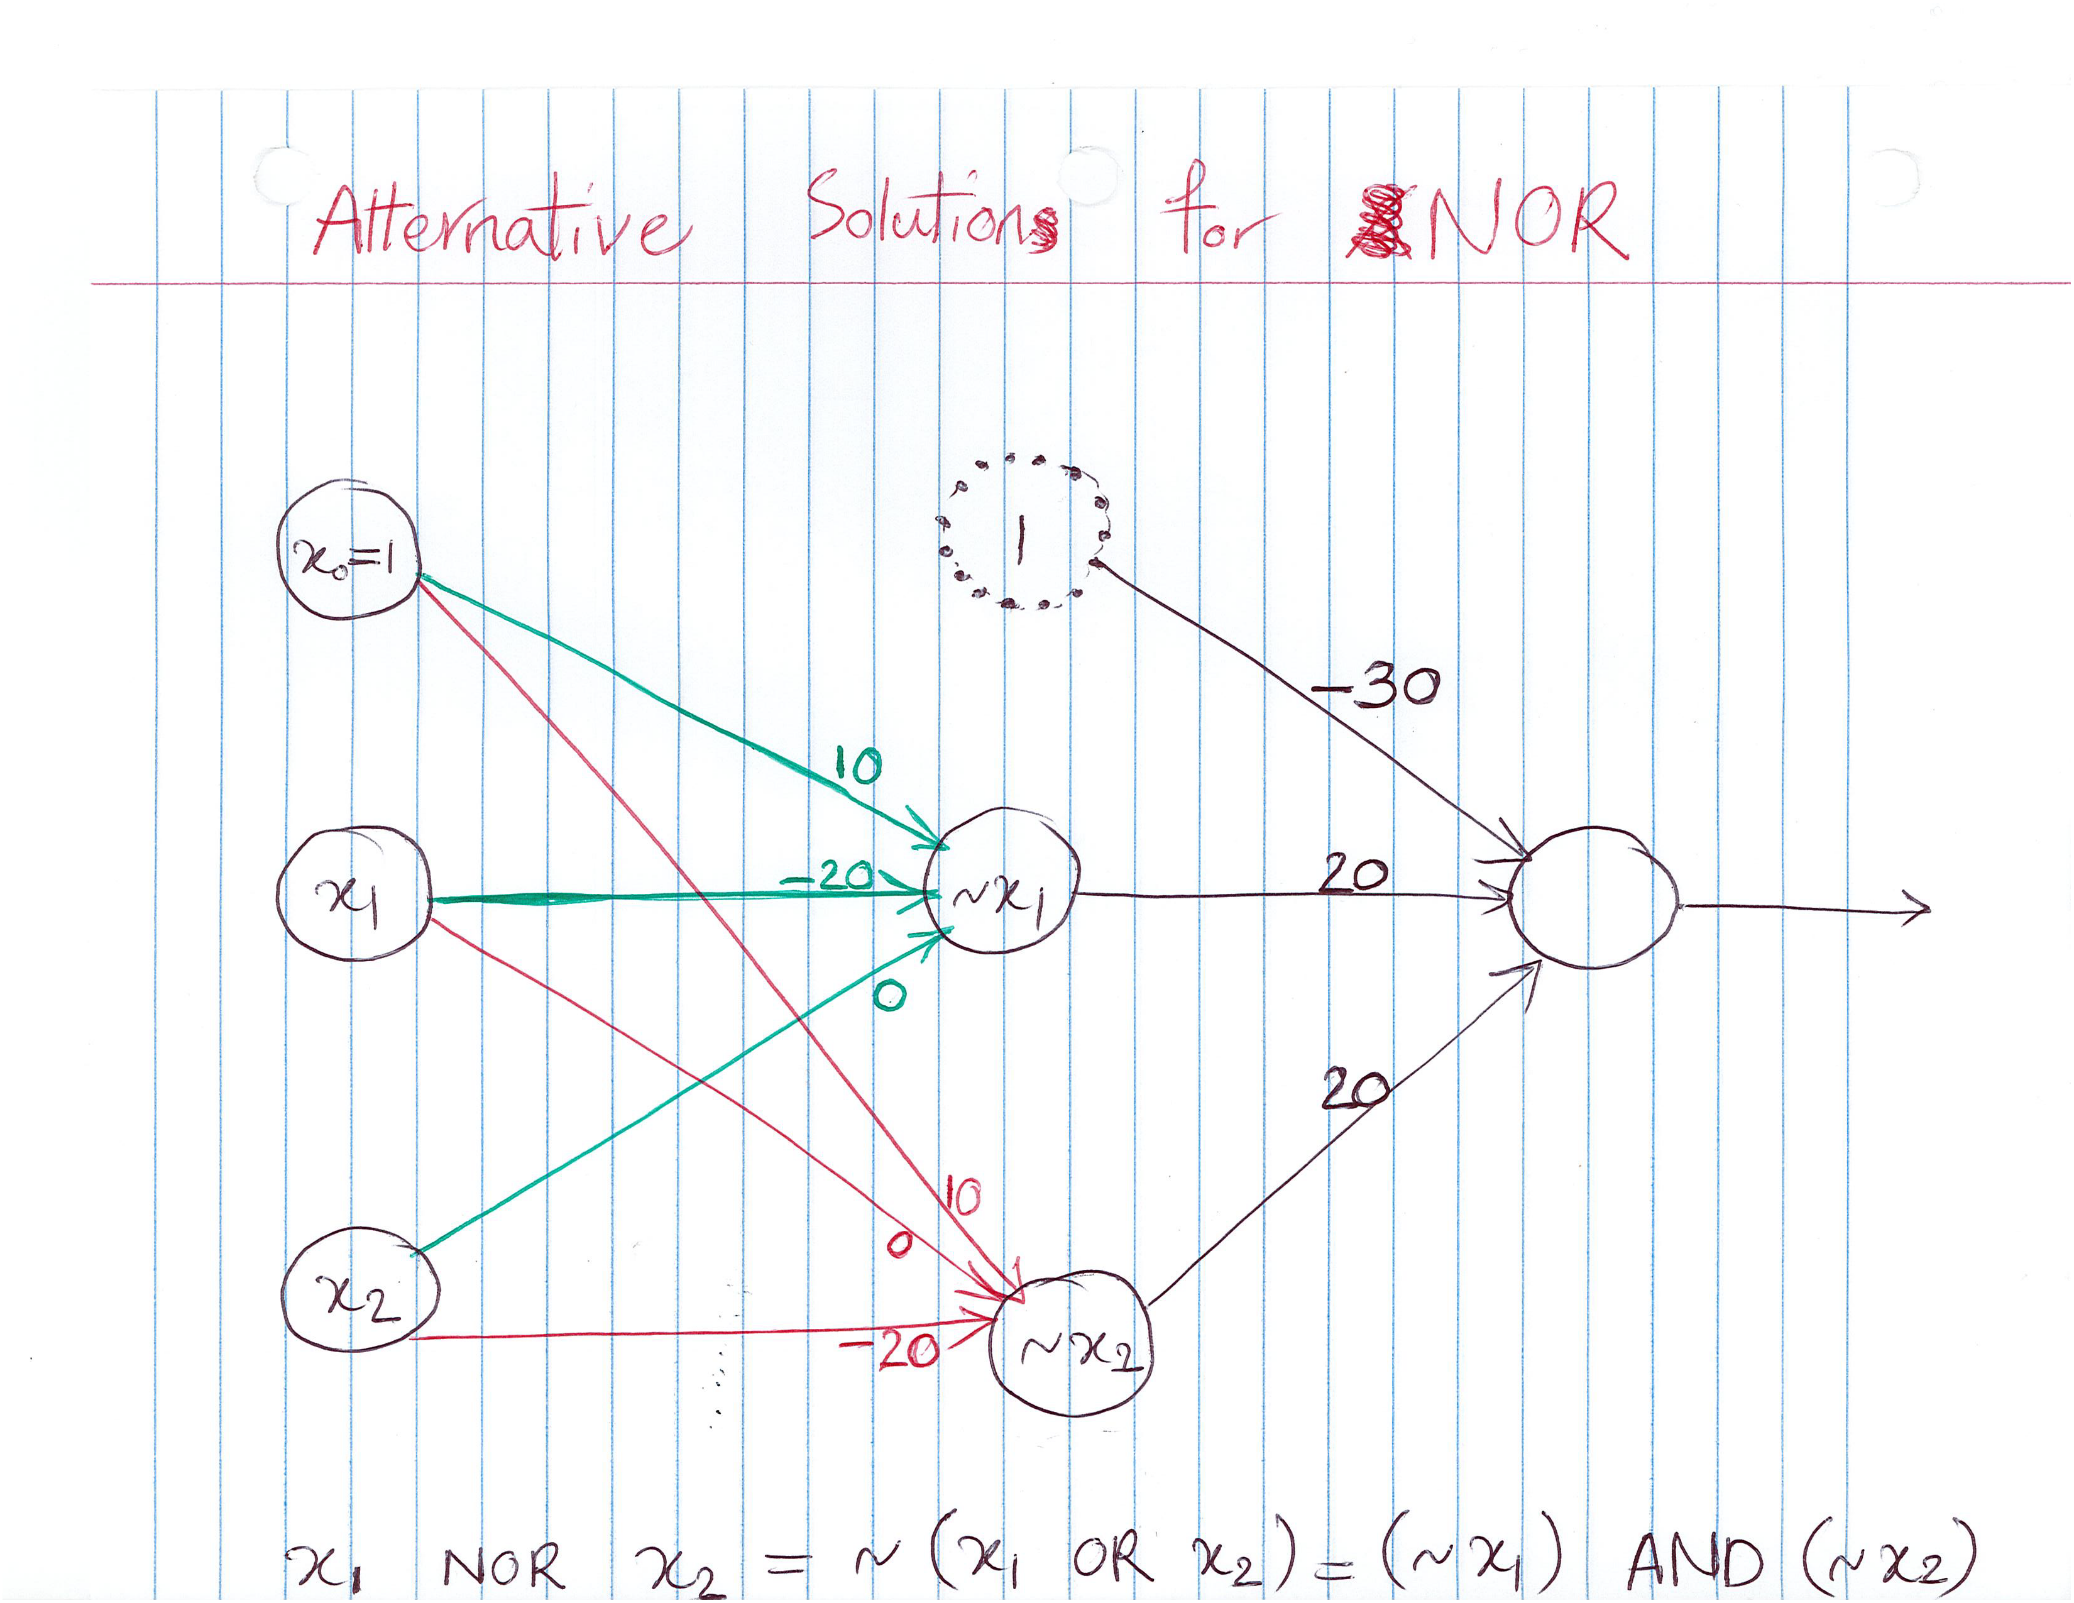 Alternative Solution for NOR
x₀=1
1
-30
10
-20
20
x₁
~x₁
0
20
10
0
x₂
-20
~x₂
x₁ NOR x₂ = ~(x₁ OR x₂) = (~x₁) AND (~x₂)